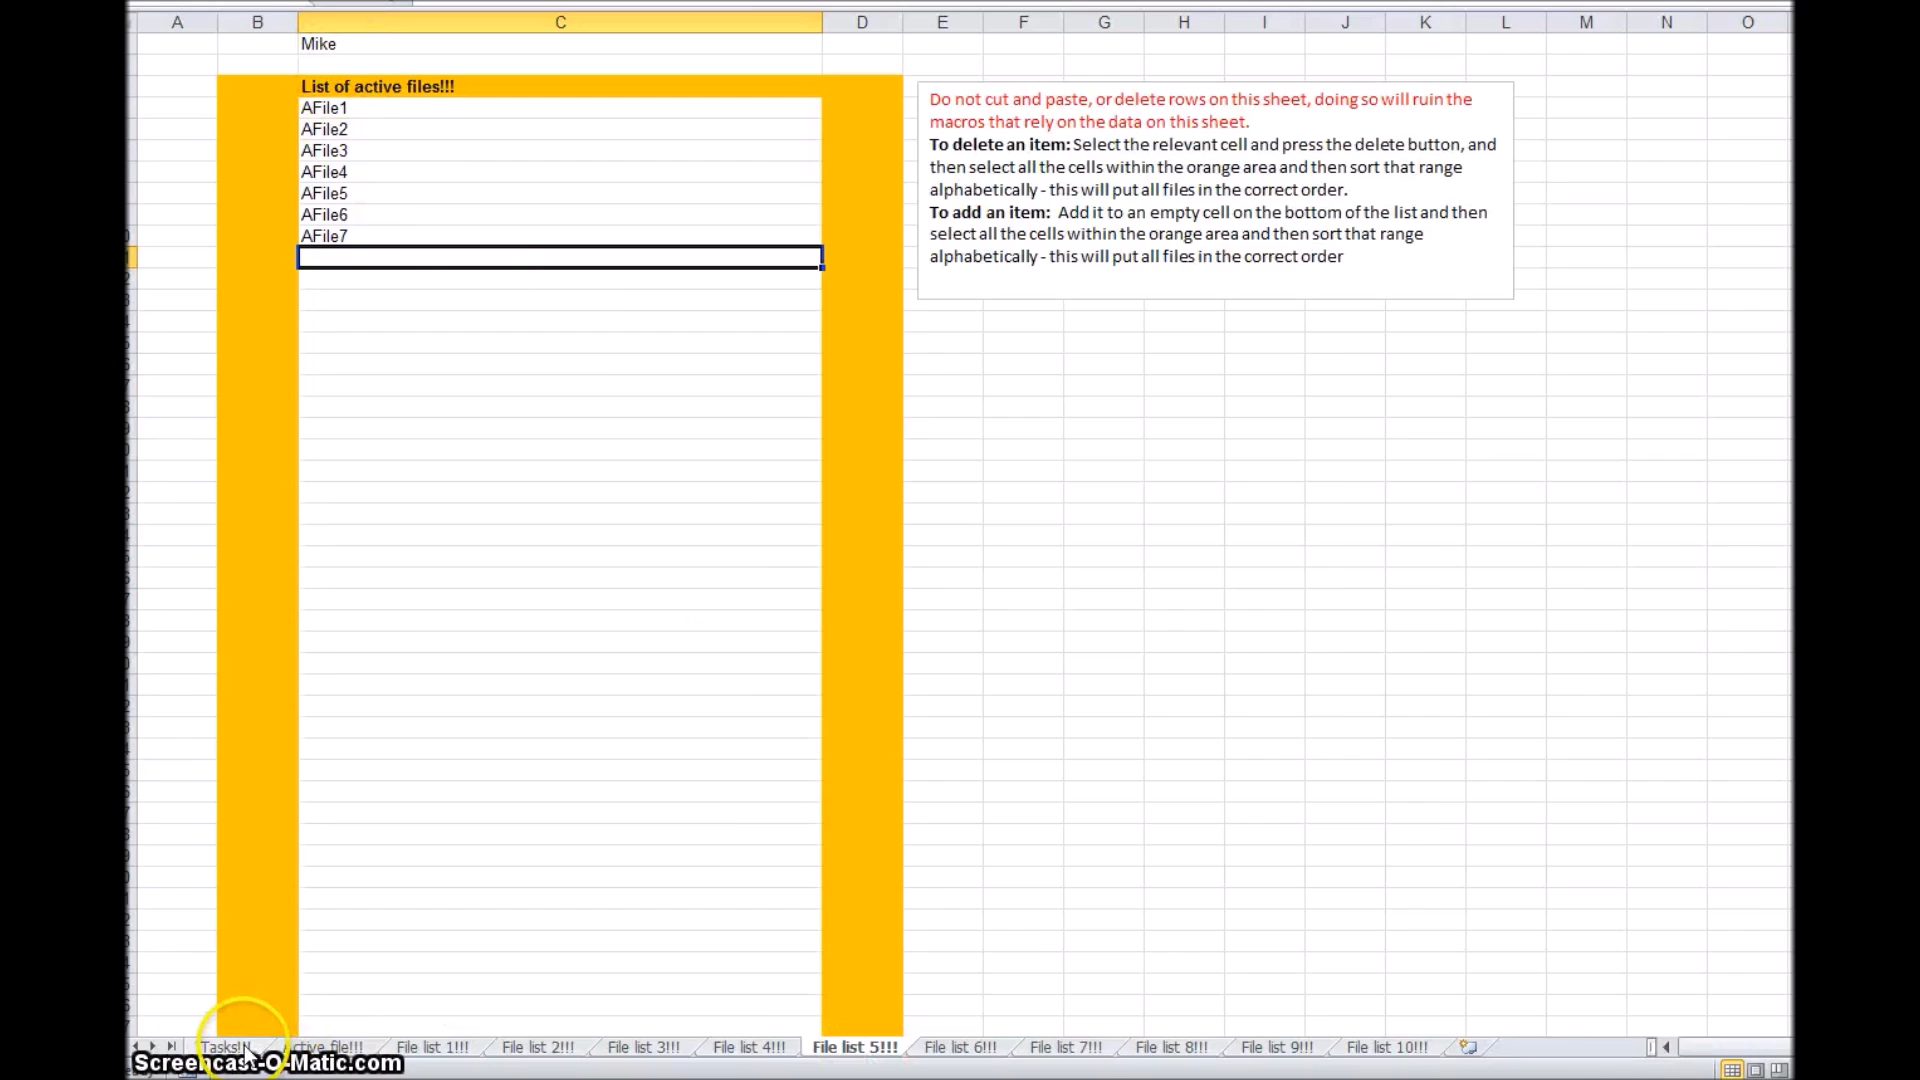 A B C D E F G H I J K L M N O
Mike
List of active files!!!
AFile1
AFile2
AFile3
AFile4
AFile5
AFile6
AFile7
Do not cut and paste, or delete rows on this sheet, doing so will ruin the
macros that rely on the data on this sheet.
To delete an item: Select the relevant cell and press the delete button, and
then select all the cells within the orange area and then sort that range
alphabetically - this will put all files in the correct order.
To add an item: Add it to an empty cell on the bottom of the list and then
select all the cells within the orange area and then sort that range
alphabetically - this will put all files in the correct order
Tasks!!! Active file!!! File list 1!!! File list 2!!! File list 3!!! File list 4!!! File list 5!!! File list 6!!! File list 7!!! File list 8!!! File list 9!!! File list 10!!!
Screencast-O-Matic.com